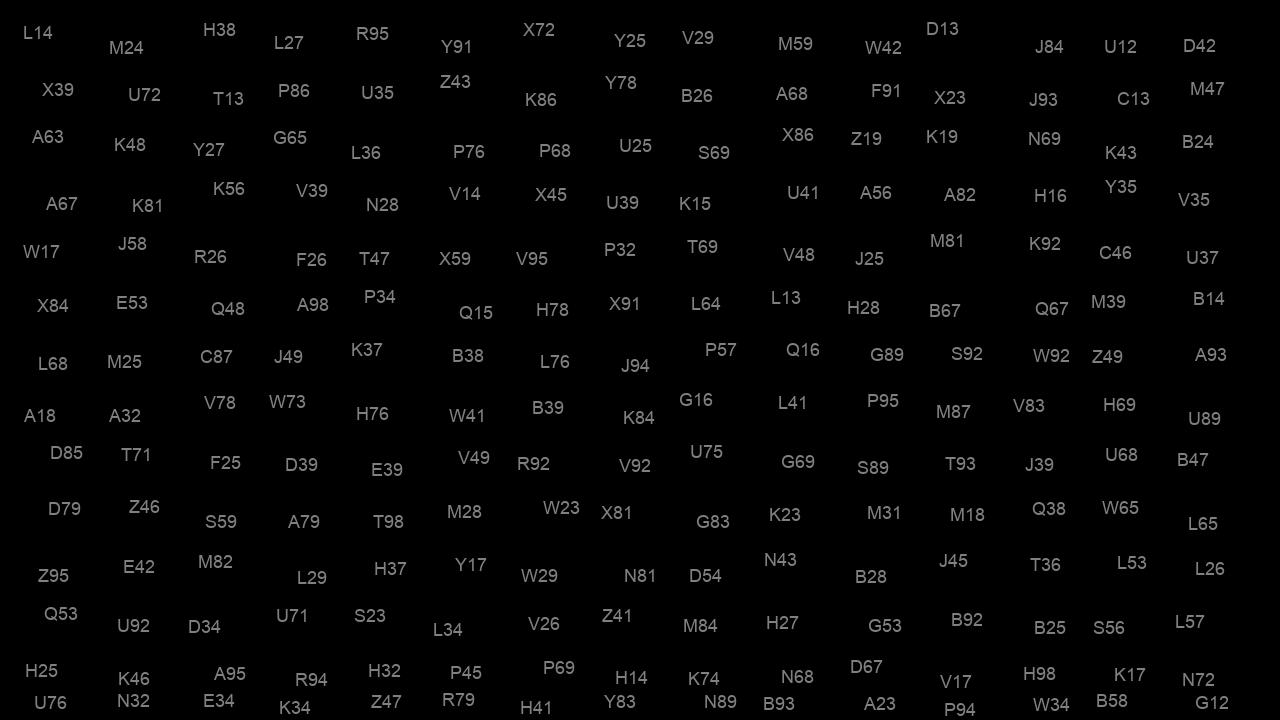 L14 M24 H38 L27 R95 Y91 X72 Y25 V29 M59 W42 D13 J84 U12 D42
X39 U72 T13 P86 U35 Z43 K86 Y78 B26 A68 F91 X23 J93 C13 M47
A63 K48 Y27 G65 L36 P76 P68 U25 S69 X86 Z19 K19 N69 K43 B24
A67 K81 K56 V39 N28 V14 X45 U39 K15 U41 A56 A82 H16 Y35 V35
W17 J58 R26 F26 T47 X59 V95 P32 T69 V48 J25 M81 K92 C46 U37
X84 E53 Q48 A98 P34 Q15 H78 X91 L64 L13 H28 B67 Q67 M39 B14
L68 M25 C87 J49 K37 B38 L76 J94 P57 Q16 G89 S92 W92 Z49 A93
A18 A32 V78 W73 H76 W41 B39 K84 G16 L41 P95 M87 V83 H69 U89
D85 T71 F25 D39 E39 V49 R92 V92 U75 G69 S89 T93 J39 U68 B47
D79 Z46 S59 A79 T98 M28 W23 X81 G83 K23 M31 M18 Q38 W65 L65
Z95 E42 M82 L29 H37 Y17 W29 N81 D54 N43 B28 J45 T36 L53 L26
Q53 U92 D34 U71 S23 L34 V26 Z41 M84 H27 G53 B92 B25 S56 L57
H25 K46 A95 R94 H32 P45 P69 H14 K74 N68 D67 V17 H98 K17 N72
U76 N32 E34 K34 Z47 R79 H41 Y83 N89 B93 A23 P94 W34 B58 G12